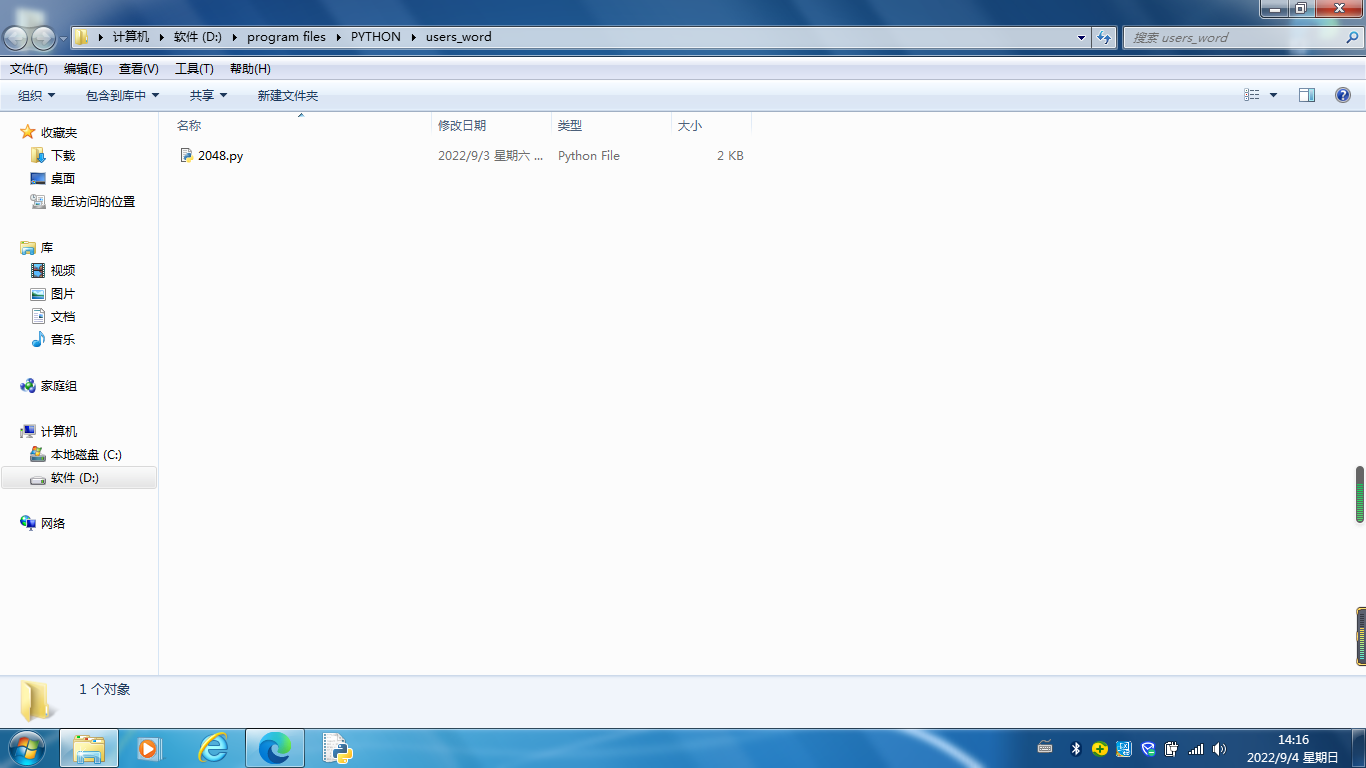 计算机 软件 (D:) program files PYTHON users_word
搜索 users_word
文件(F) 编辑(E) 查看(V) 工具(T) 帮助(H)
组织 包含到库中 共享 新建文件夹
名称 修改日期 类型 大小
2048.py 2022/9/3 星期六 ... Python File 2 KB
收藏夹
下载
桌面
最近访问的位置
库
视频
图片
文档
音乐
家庭组
计算机
本地磁盘 (C:)
软件 (D:)
网络
1 个对象
14:16
2022/9/4 星期日